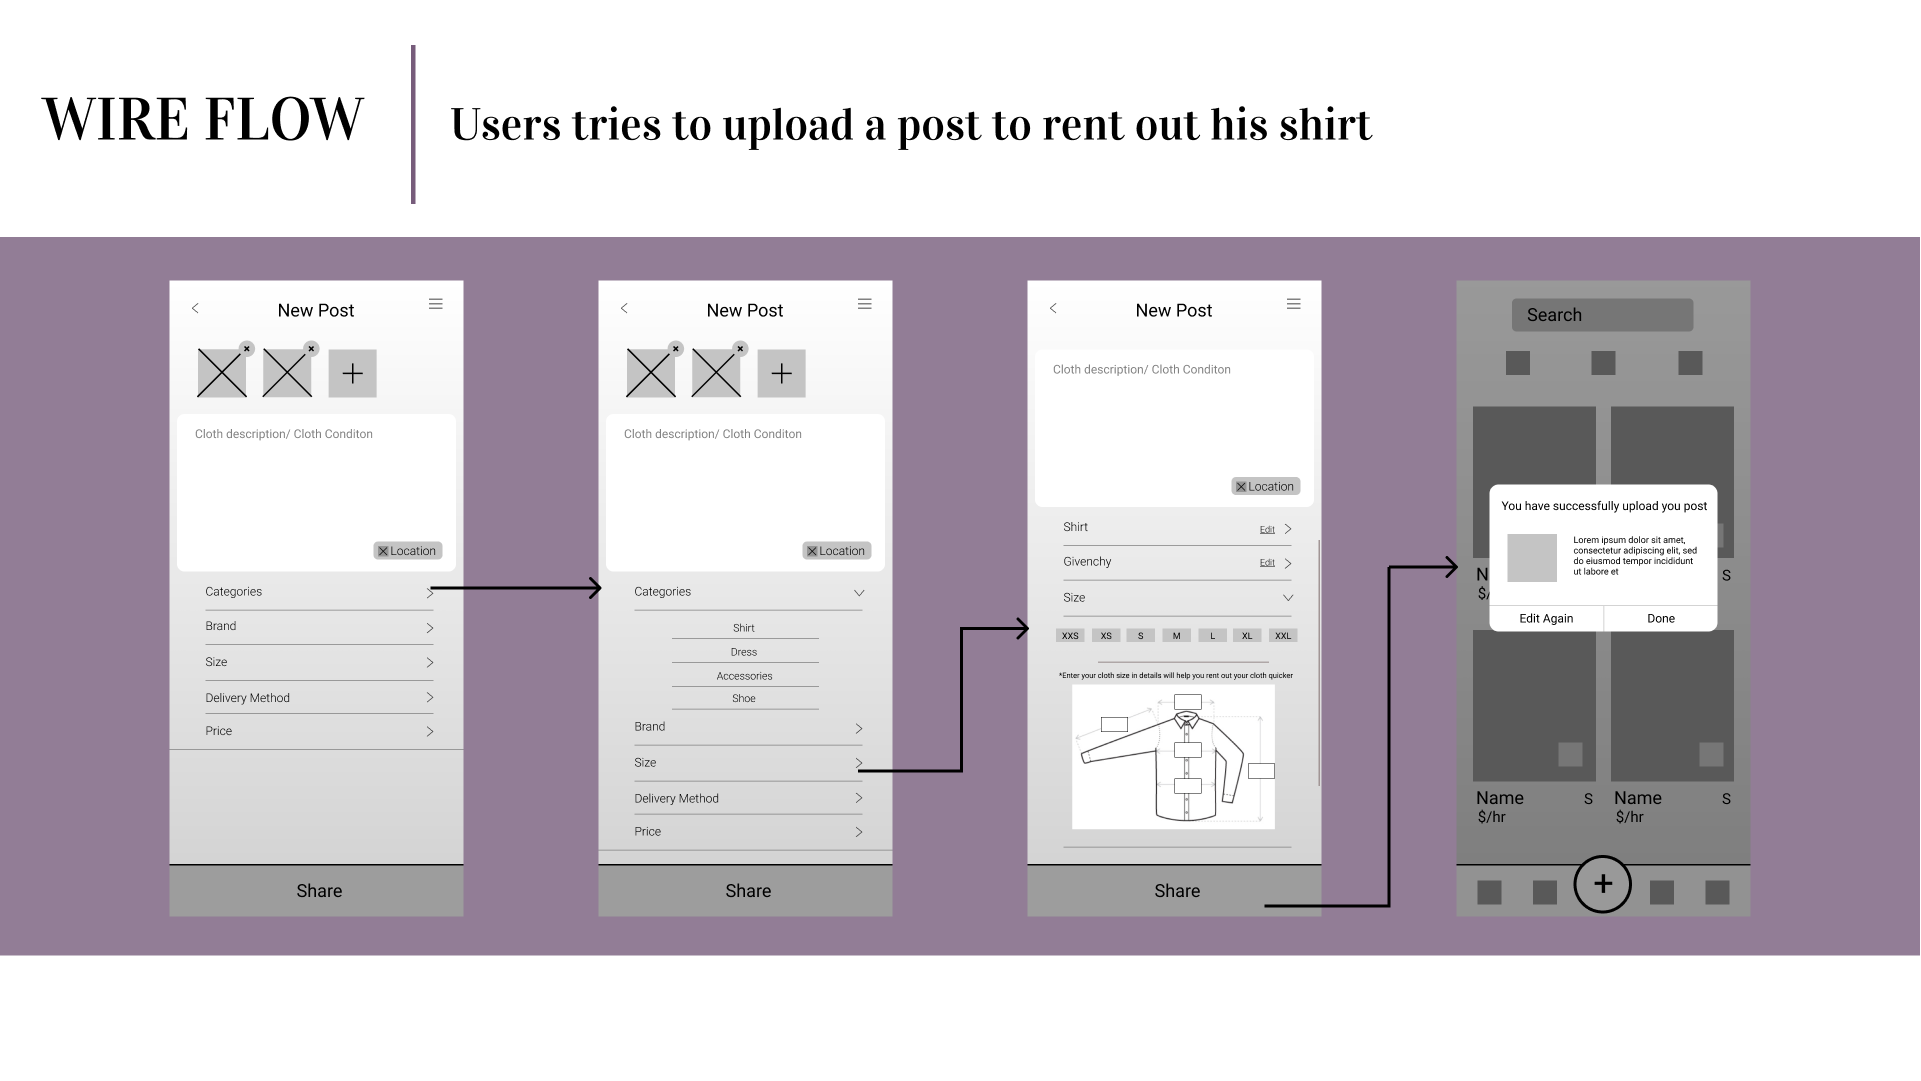 WIRE FLOW
Users tries to upload a post to rent out his shirt
New Post
Cloth description/ Cloth Conditon
Location
Categories
Brand
Size
Delivery Method
Price
Share
New Post
Cloth description/ Cloth Conditon
Location
Categories
Shirt
Dress
Accessories
Shoe
Brand
Size
Delivery Method
Price
Share
New Post
Cloth description/ Cloth Conditon
Location
Shirt Edit
Givenchy Edit
Size
XXS XS S M L XL XXL
*Enter your cloth size in details will help you rent out your cloth quicker
Share
Search
You have successfully upload you post
Lorem ipsum dolor sit amet,
consectetur adipiscing elit, sed
do eiusmod tempor incididunt
ut labore et
Edit Again Done
S
$/
Name S Name S
$/hr $/hr